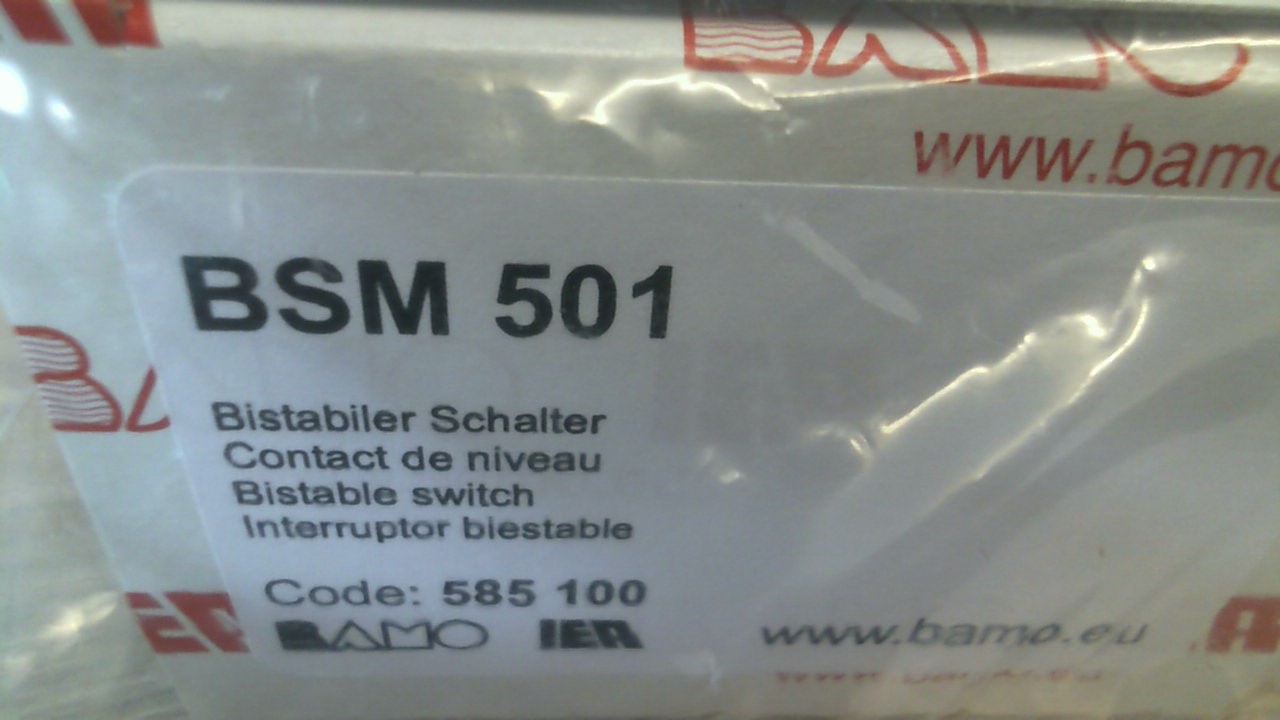 BAMO
www.bamo
BSM 501
Bistabiler Schalter
Contact de niveau
Bistable switch
Interruptor biestable
Code: 585 100
BAMO IER
www.bamo.eu